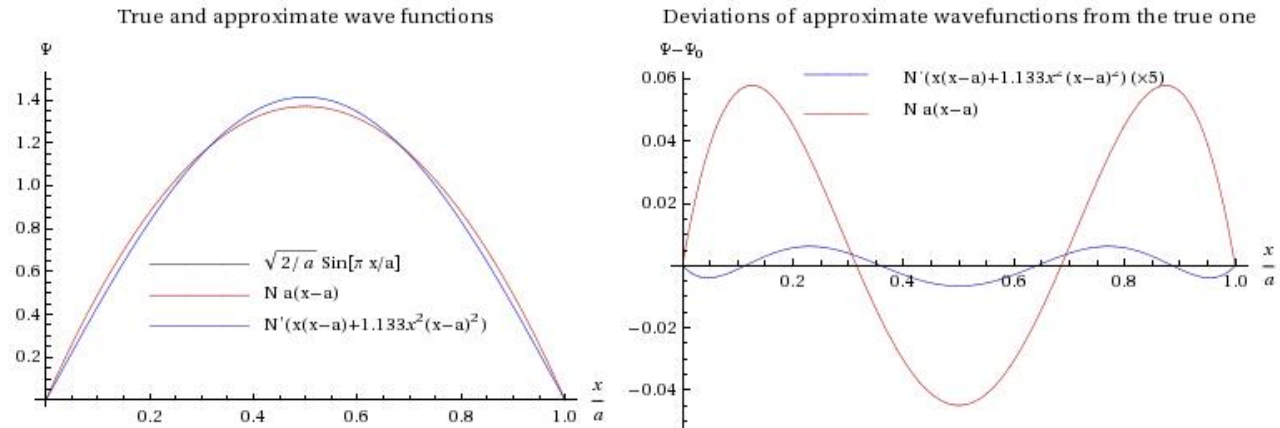 True and approximate wave functions
Ψ
1.4
1.2
1.0
0.8
0.6
0.4
0.2
√2/a Sin[π x/a]
N a(x−a)
N'(x(x−a)+1.133x²(x−a)²)
0.2 0.4 0.6 0.8 1.0
x/a
Deviations of approximate wavefunctions from the true one
Ψ−Ψ₀
0.06
0.04
0.02
−0.02
−0.04
N'(x(x−a)+1.133x²(x−a)²) (×5)
N a(x−a)
0.2 0.4 0.6 0.8 1.0
x/a